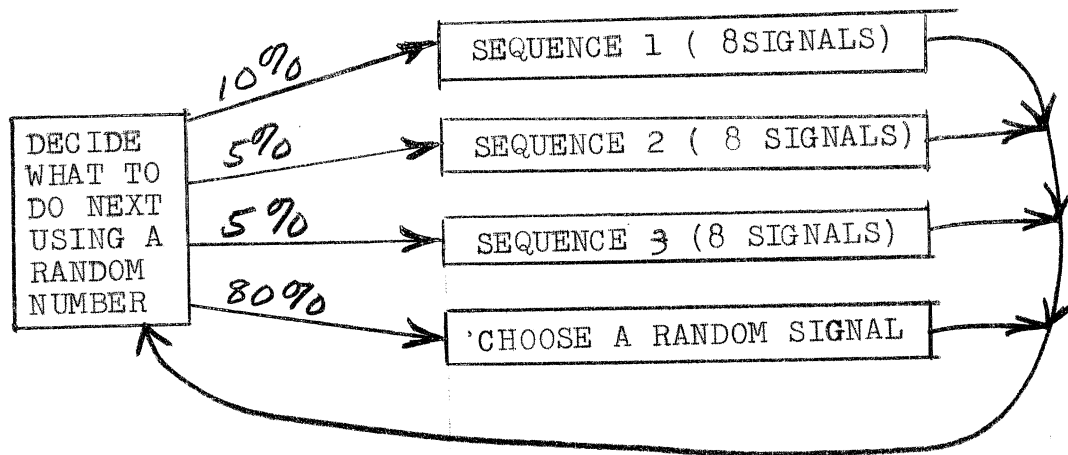 10%
SEQUENCE 1 ( 8SIGNALS)
5%
SEQUENCE 2 ( 8 SIGNALS)
DECIDE
WHAT TO
DO NEXT
USING A
RANDOM
NUMBER
5%
SEQUENCE 3 (8 SIGNALS)
80%
CHOOSE A RANDOM SIGNAL